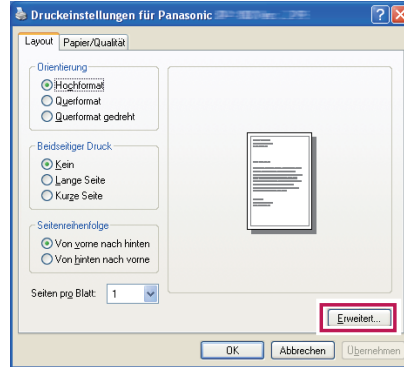 Druckeinstellungen für Panasonic
Layout Papier/Qualität
Orientierung
Hochformat
Querformat
Querformat gedreht
Beidseitiger Druck
Kein
Lange Seite
Kurze Seite
Seitenreihenfolge
Von vorne nach hinten
Von hinten nach vorne
Seiten pro Blatt: 1
Erweitert...
OK Abbrechen Übernehmen